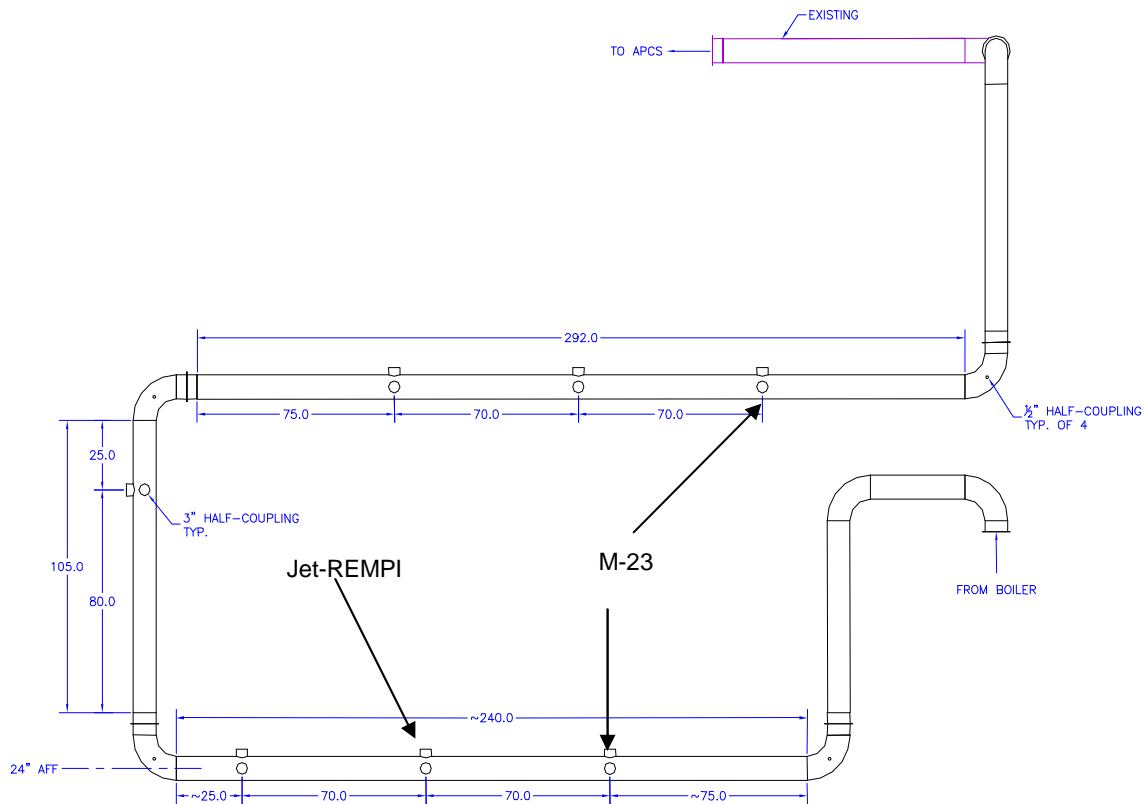 EXISTING
TO APCS
292.0
75.0
70.0
70.0
½" HALF-COUPLING
TYP. OF 4
25.0
3" HALF-COUPLING
TYP.
105.0
80.0
Jet-REMPI
M-23
FROM BOILER
~240.0
24" AFF
~25.0
70.0
70.0
~75.0